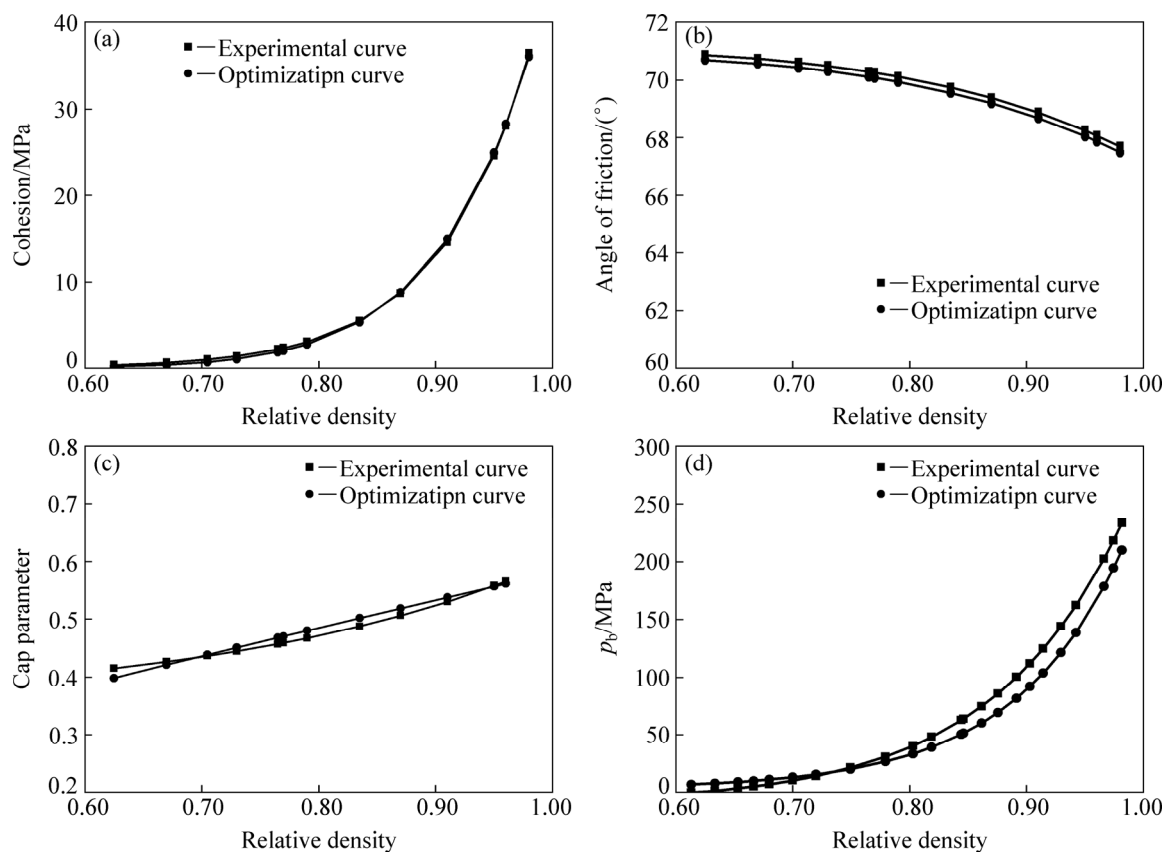 (a)
Experimental curve
Optimizatipn curve
Cohesion/MPa
40
30
20
10
0
0.60 0.70 0.80 0.90 1.00
Relative density
(b)
Experimental curve
Optimizatipn curve
Angle of friction/(°)
72
70
68
66
64
62
60
0.60 0.70 0.80 0.90 1.00
Relative density
(c)
Experimental curve
Optimizatipn curve
Cap parameter
0.8
0.7
0.6
0.5
0.4
0.3
0.2
0.60 0.70 0.80 0.90 1.00
Relative density
(d)
Experimental curve
Optimizatipn curve
p_b/MPa
300
250
200
150
100
50
0
0.60 0.70 0.80 0.90 1.00
Relative density